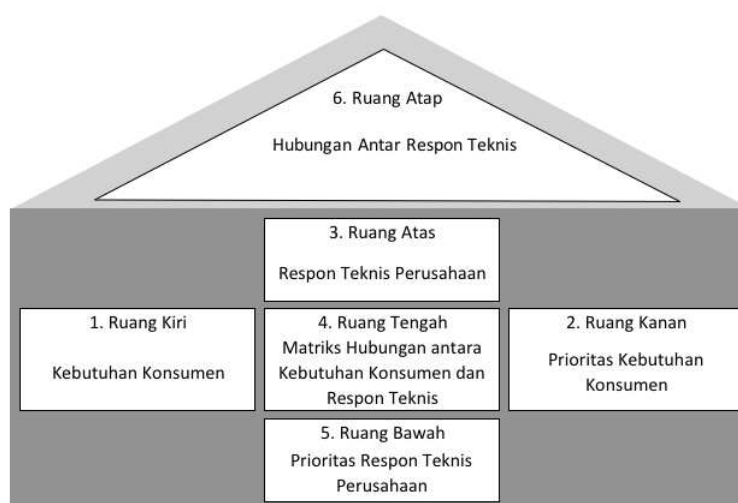 6. Ruang Atap
Hubungan Antar Respon Teknis
3. Ruang Atas
Respon Teknis Perusahaan
1. Ruang Kiri
Kebutuhan Konsumen
4. Ruang Tengah
Matriks Hubungan antara
Kebutuhan Konsumen dan
Respon Teknis
2. Ruang Kanan
Prioritas Kebutuhan
Konsumen
5. Ruang Bawah
Prioritas Respon Teknis
Perusahaan